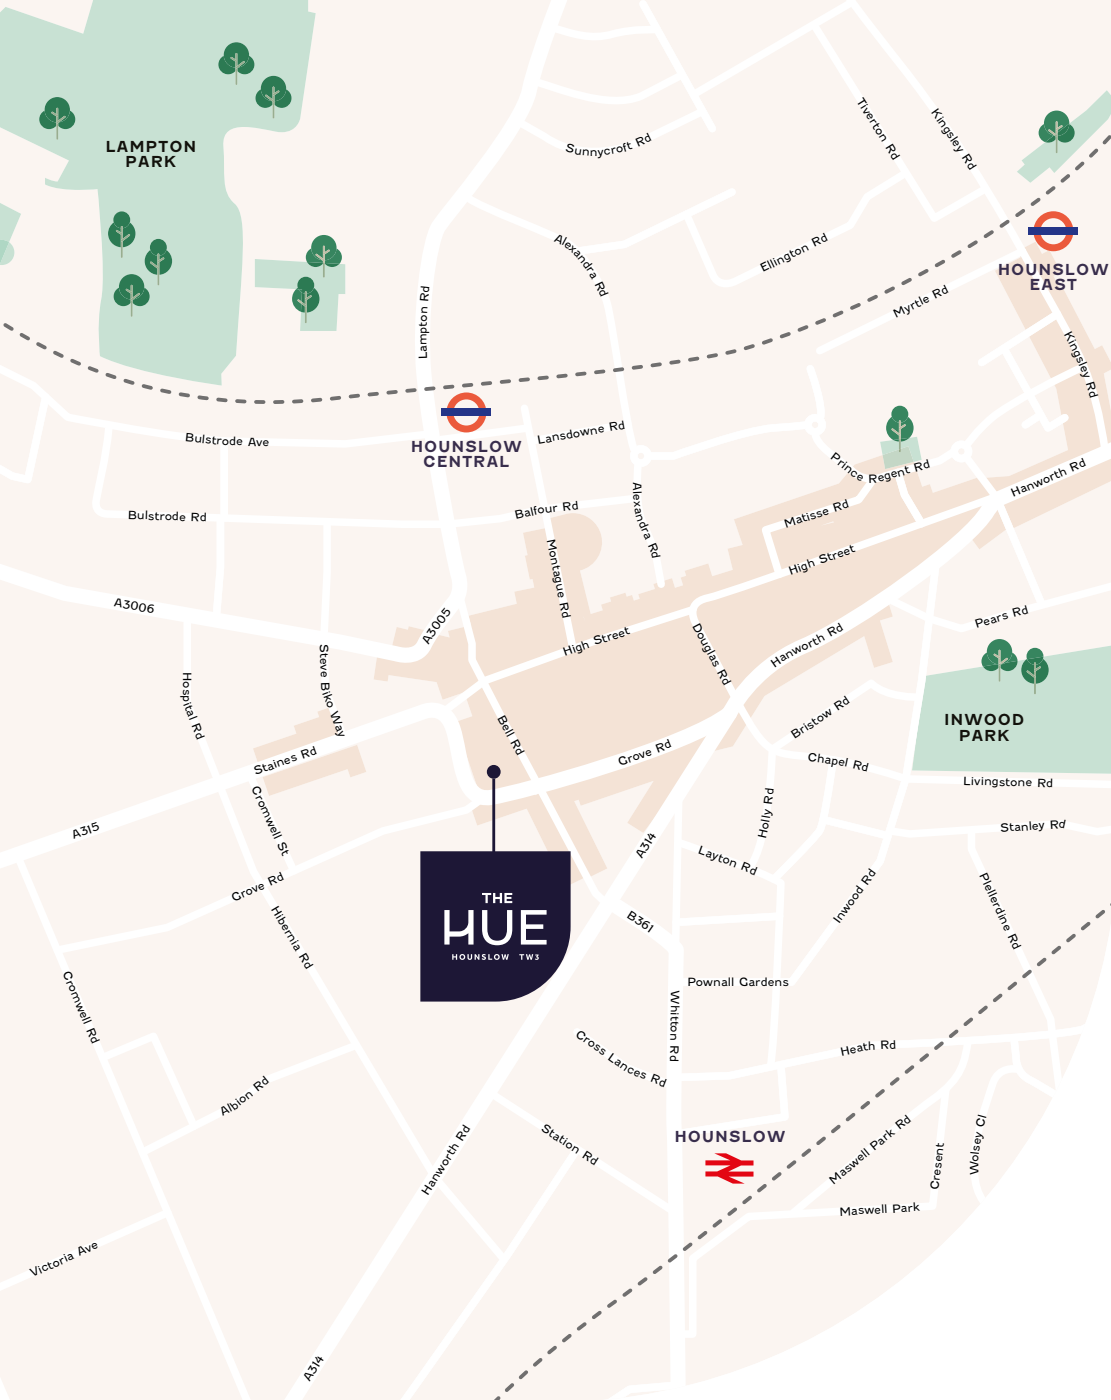 LAMPTON
PARK
Sunnycroft Rd
Tiverton Rd
Kingsley Rd
Alexandra Rd
Ellington Rd
HOUNSLOW
EAST
Lampton Rd
Myrtle Rd
Kingsley Rd
Bulstrode Ave
HOUNSLOW
CENTRAL
Lansdowne Rd
Prince Regent Rd
Hanworth Rd
Bulstrode Rd
Balfour Rd
Alexandra Rd
Matisse Rd
High Street
Montague Rd
A3006
A3005
High Street
Douglas Rd
Hanworth Rd
Pears Rd
Hospital Rd
Steve Biko Way
Bell Rd
Bristow Rd
INWOOD
PARK
Staines Rd
Grove Rd
Chapel Rd
Livingstone Rd
A315
Cromwell St
Holly Rd
Stanley Rd
A314
Layton Rd
Grove Rd
Inwood Rd
Plellerdine Rd
THE
HUE
HOUNSLOW TW3
B361
Hibernia Rd
Cromwell Rd
Pownall Gardens
Whitton Rd
Cross Lances Rd
Heath Rd
Albion Rd
Station Rd
HOUNSLOW
Hanworth Rd
Maswell Park Rd
Cresent
Wolsey Cl
Maswell Park
Victoria Ave
A314